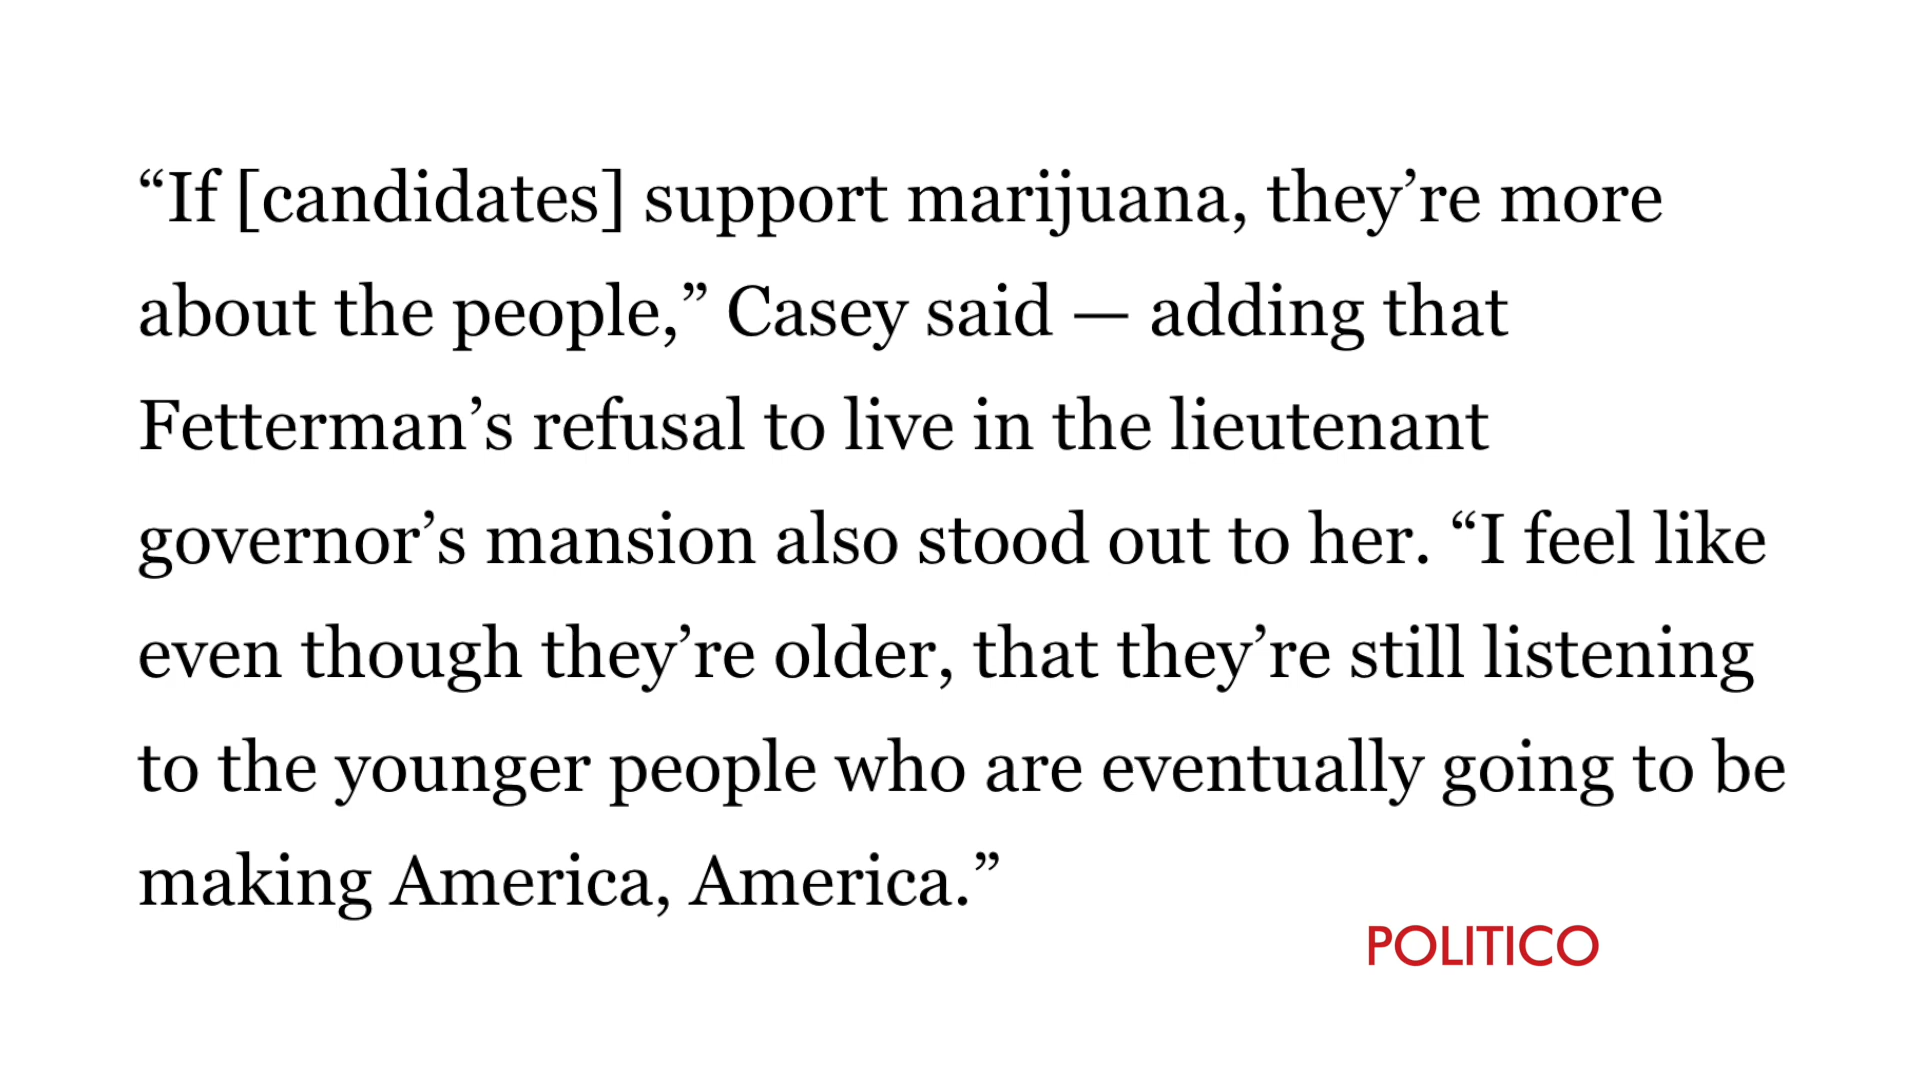 “If [candidates] support marijuana, they’re more
about the people,” Casey said — adding that
Fetterman’s refusal to live in the lieutenant
governor’s mansion also stood out to her. “I feel like
even though they’re older, that they’re still listening
to the younger people who are eventually going to be
making America, America.”
POLITICO